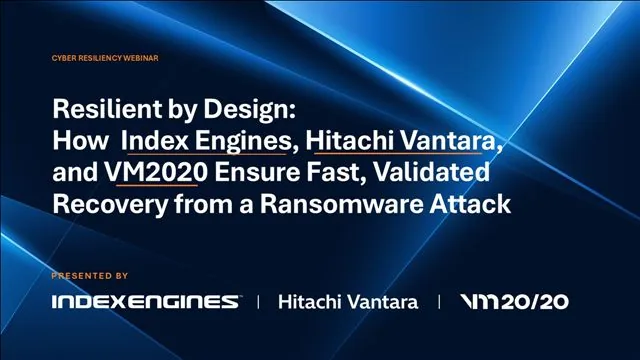 CYBER RESILIENCY WEBINAR
Resilient by Design:
How Index Engines, Hitachi Vantara,
and VM2020 Ensure Fast, Validated
Recovery from a Ransomware Attack
PRESENTED BY
INDEXENGINES™ | Hitachi Vantara | VM20/20